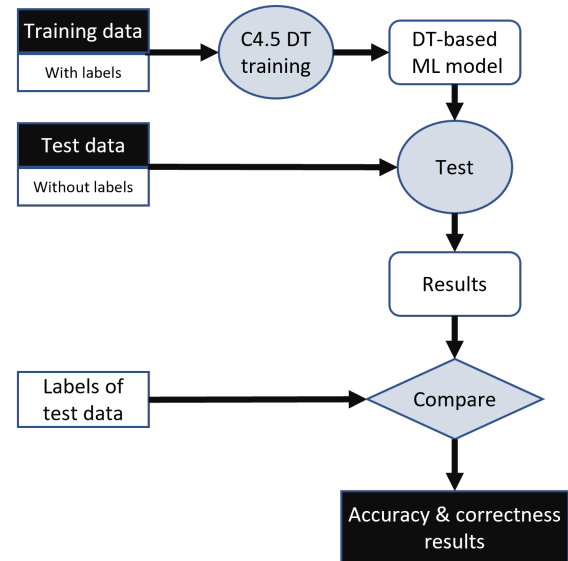 Training data
With labels
C4.5 DT
training
DT-based
ML model
Test data
Without labels
Test
Results
Labels of
test data
Compare
Accuracy & correctness
results